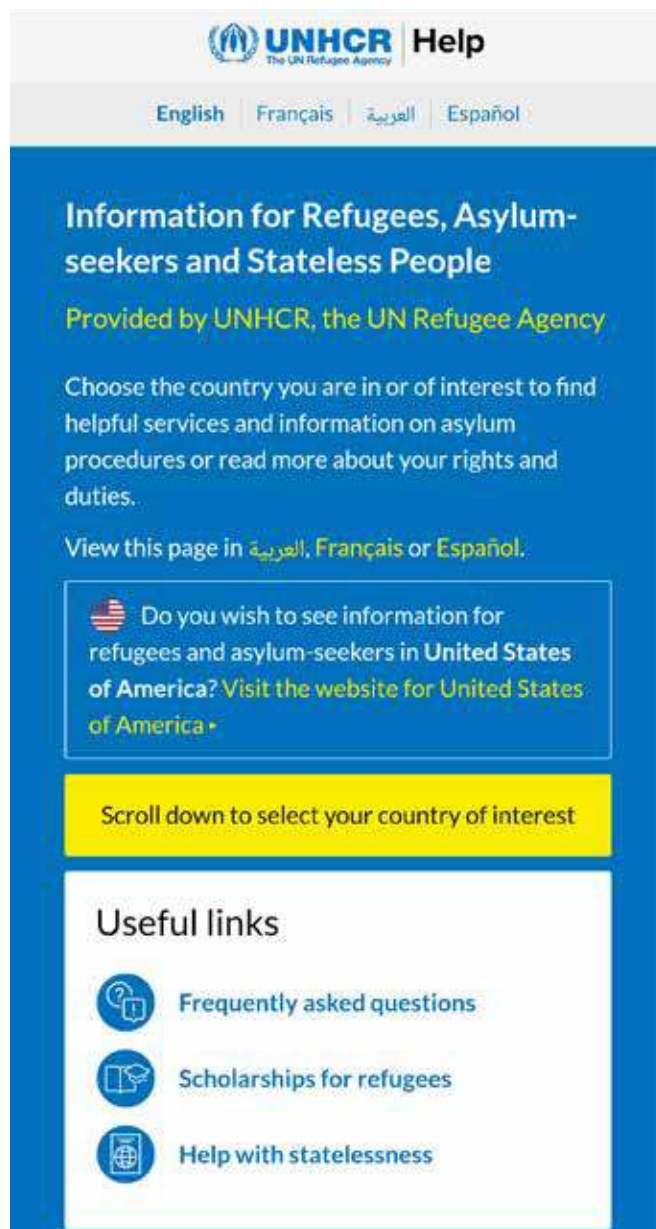 UNHCR Help
The UN Refugee Agency
English Français العربية Español
Information for Refugees, Asylum-
seekers and Stateless People
Provided by UNHCR, the UN Refugee Agency
Choose the country you are in or of interest to find
helpful services and information on asylum
procedures or read more about your rights and
duties.
View this page in العربية, Français or Español.
Do you wish to see information for
refugees and asylum-seekers in United States
of America? Visit the website for United States
of America ▸
Scroll down to select your country of interest
Useful links
Frequently asked questions
Scholarships for refugees
Help with statelessness